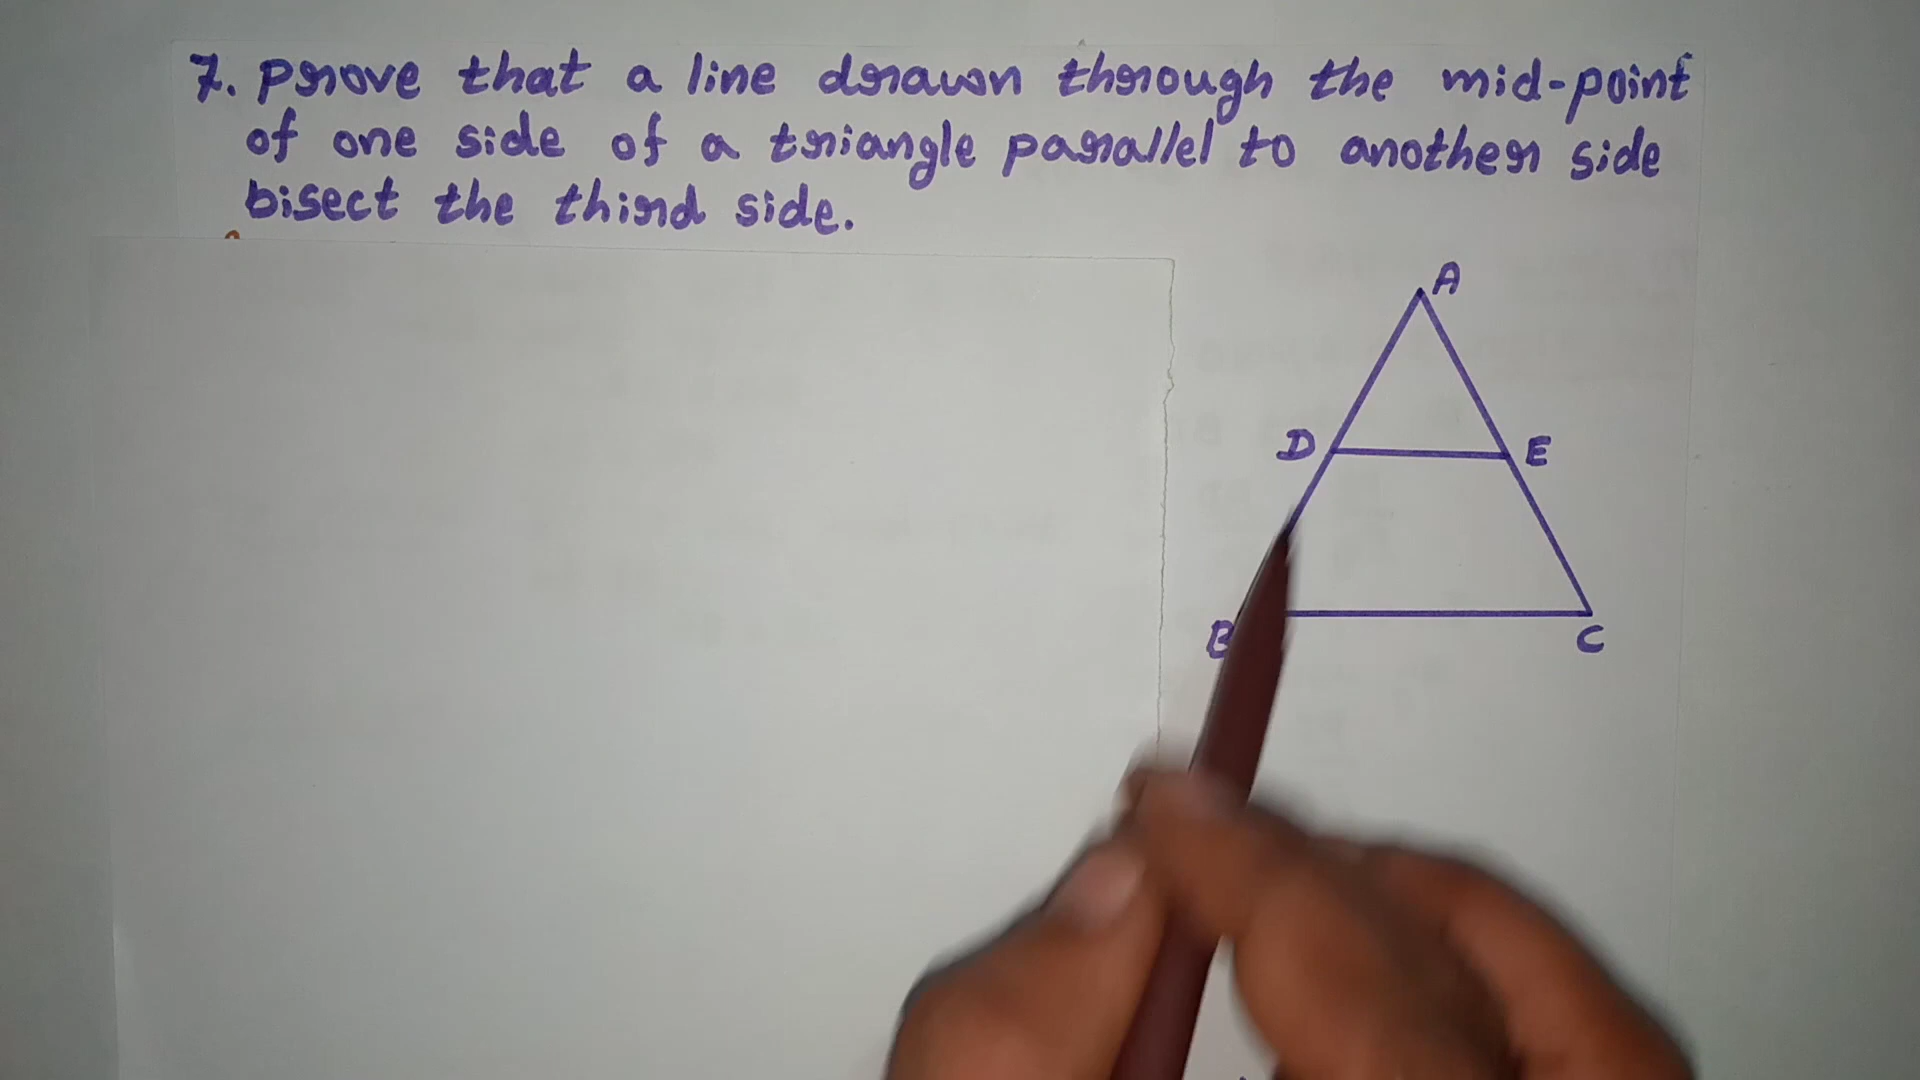 7. prove that a line drawn through the mid-point
of one side of a triangle parallel to another side
bisect the third side.
A
D E
B C